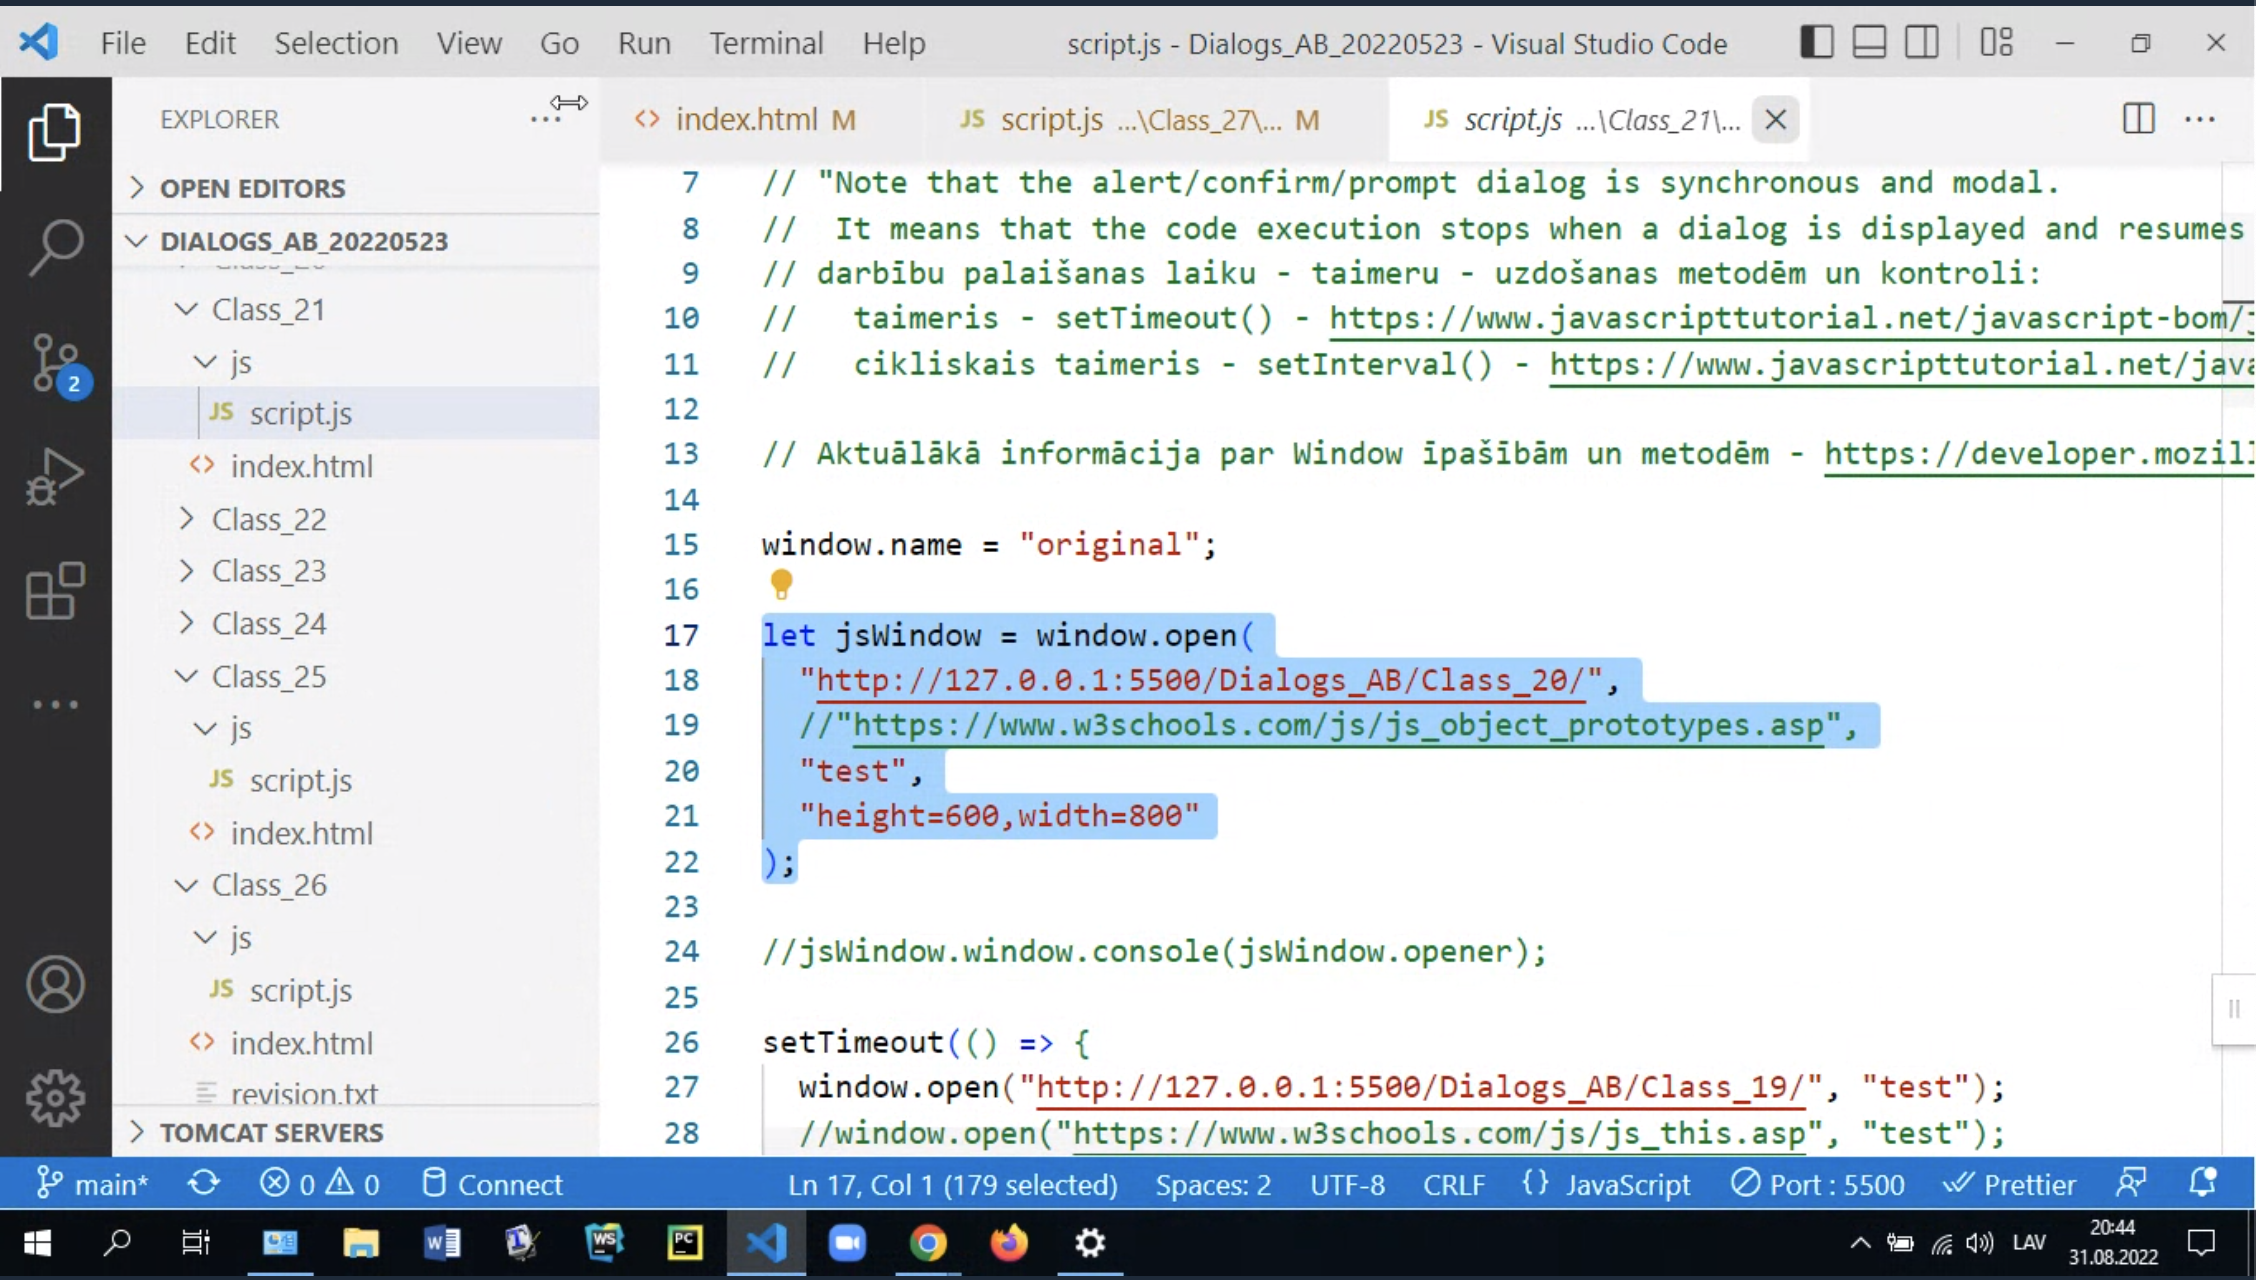 File Edit Selection View Go Run Terminal Help script.js - Dialogs_AB_20220523 - Visual Studio Code
EXPLORER
index.html M JS script.js ...\Class_27\... M JS script.js ...\Class_21\...
OPEN EDITORS
DIALOGS_AB_20220523
Class_21
js
JS script.js
index.html
Class_22
Class_23
Class_24
Class_25
js
JS script.js
index.html
Class_26
js
JS script.js
index.html
revision.txt
TOMCAT SERVERS
2
7 // "Note that the alert/confirm/prompt dialog is synchronous and modal.
8 // It means that the code execution stops when a dialog is displayed and resumes
9 // darbību palaišanas laiku - taimeru - uzdošanas metodēm un kontroli:
10 // taimeris - setTimeout() - https://www.javascripttutorial.net/javascript-bom/
11 // cikliskais taimeris - setInterval() - https://www.javascripttutorial.net/java
12
13 // Aktuālākā informācija par Window īpašībām un metodēm - https://developer.mozill
14
15 window.name = "original";
16
17 let jsWindow = window.open(
18 "http://127.0.0.1:5500/Dialogs_AB/Class_20/",
19 //"https://www.w3schools.com/js/js_object_prototypes.asp",
20 "test",
21 "height=600,width=800"
22 );
23
24 //jsWindow.window.console(jsWindow.opener);
25
26 setTimeout(() => {
27 window.open("http://127.0.0.1:5500/Dialogs_AB/Class_19/", "test");
28 //window.open("https://www.w3schools.com/js/js_this.asp", "test");
main* 0 0 Connect Ln 17, Col 1 (179 selected) Spaces: 2 UTF-8 CRLF {} JavaScript Port : 5500 Prettier
WS PC LAV 20:44
31.08.2022